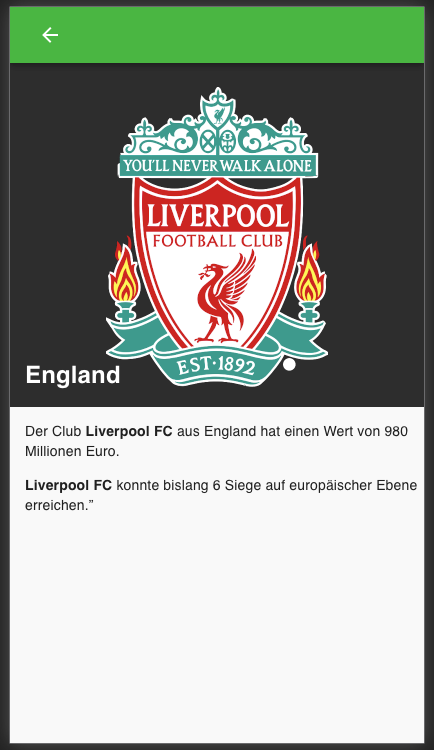 YOU'LL NEVER WALK ALONE
LIVERPOOL
FOOTBALL CLUB
EST·1892
England
Der Club Liverpool FC aus England hat einen Wert von 980
Millionen Euro.
Liverpool FC konnte bislang 6 Siege auf europäischer Ebene
erreichen.”